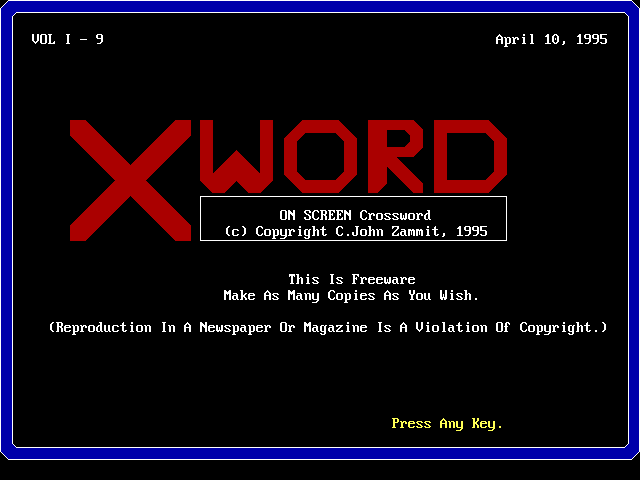 VOL I - 9
April 10, 1995
XWORD
ON SCREEN Crossword
(c) Copyright C.John Zammit, 1995
This Is Freeware
Make As Many Copies As You Wish.
(Reproduction In A Newspaper Or Magazine Is A Violation Of Copyright.)
Press Any Key.